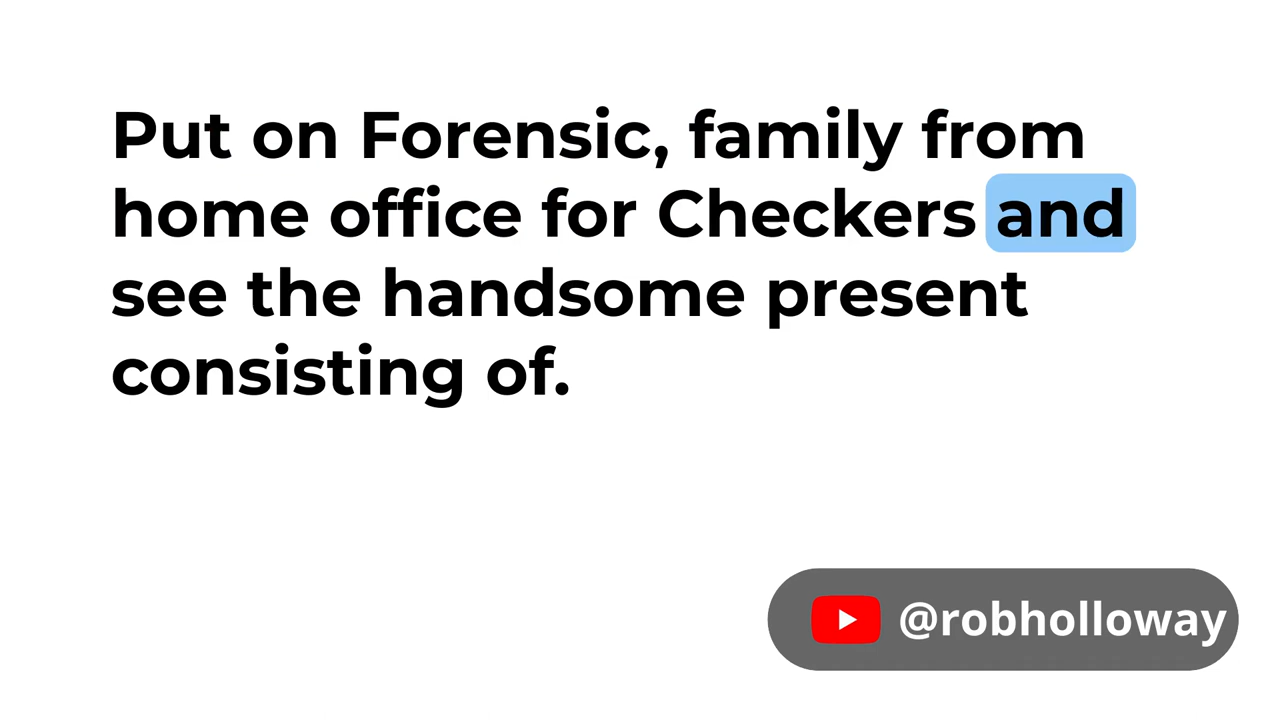 Put on Forensic, family from
home office for Checkers and
see the handsome present
consisting of.
@robholloway